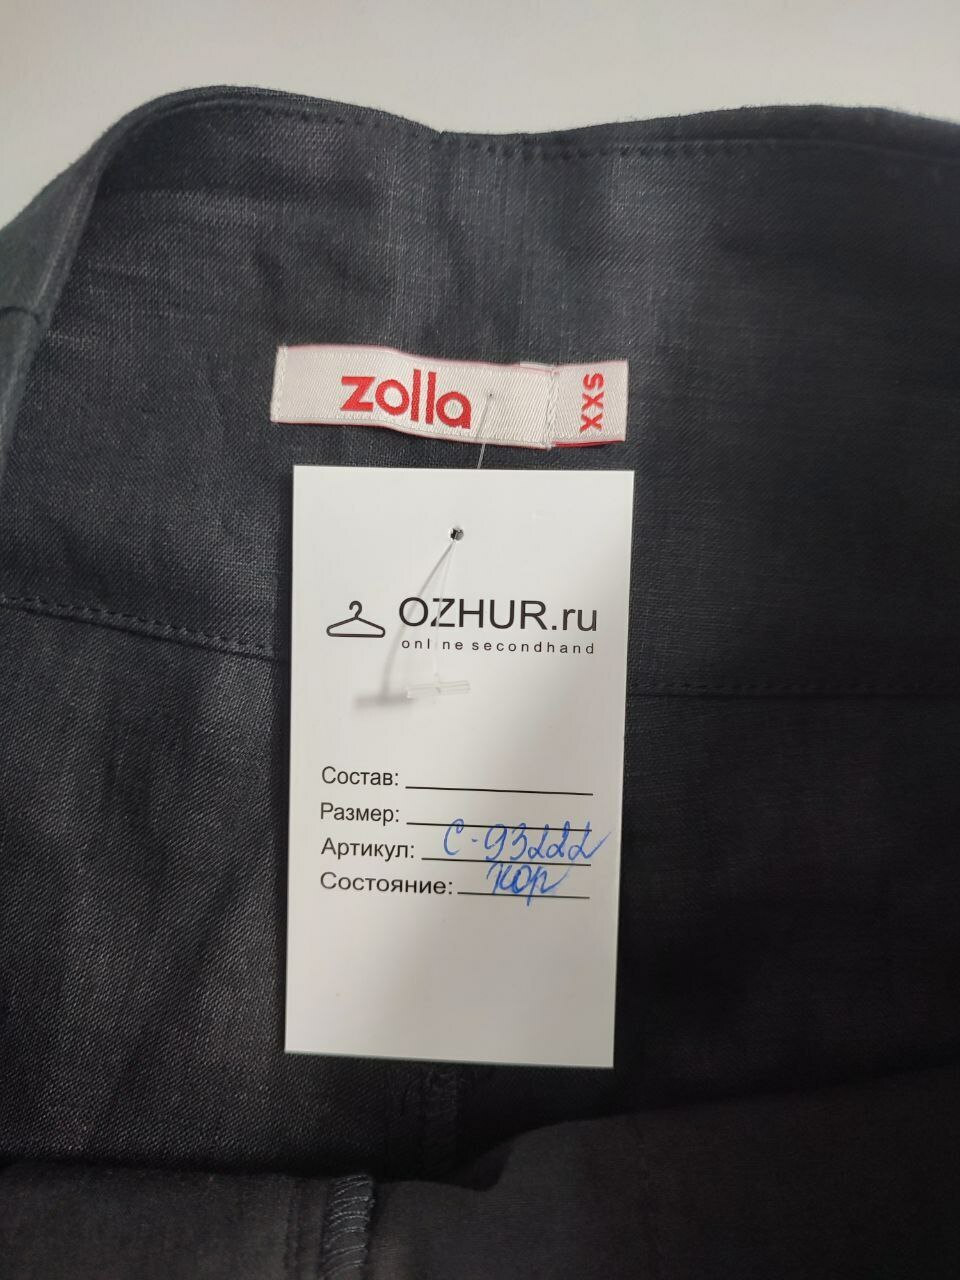 zolla
XXS
OZHUR.ru
online secondhand
Состав:
Размер:
Артикул: С-93222
Состояние: хор